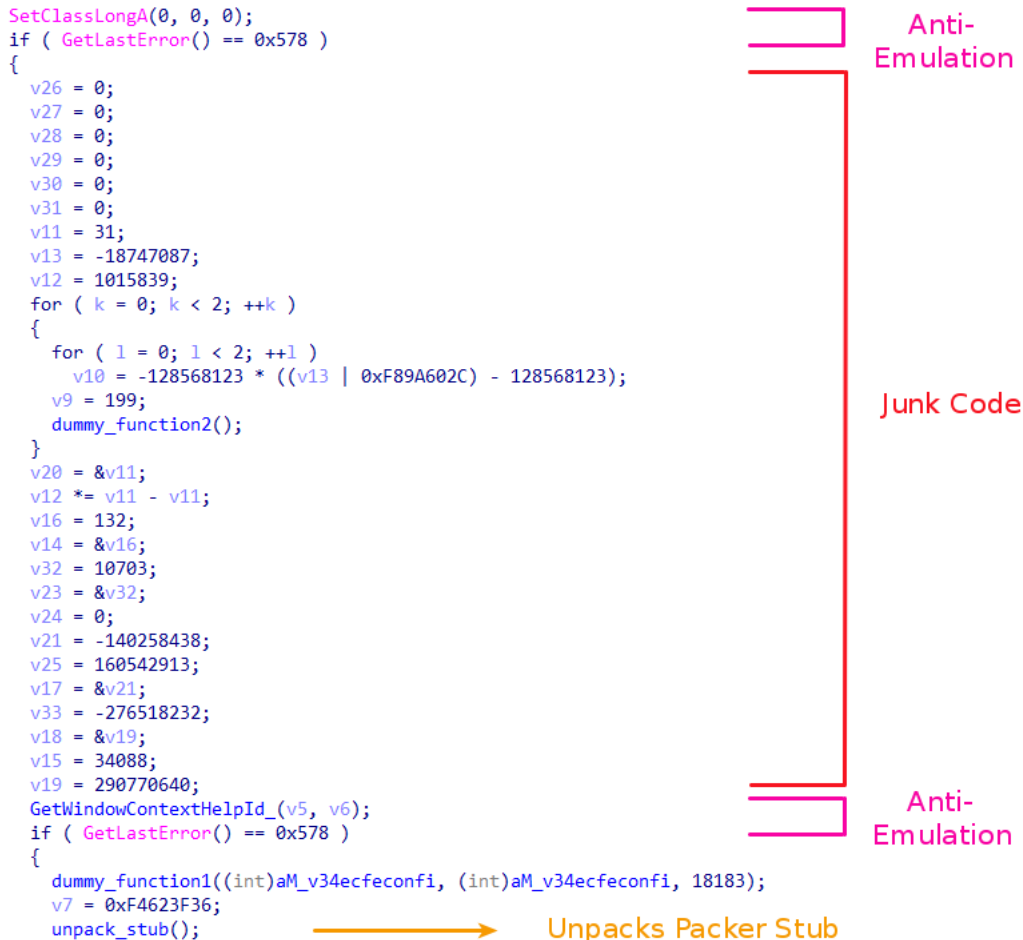 SetClassLongA(0, 0, 0);
if ( GetLastError() == 0x578 )
{
v26 = 0;
v27 = 0;
v28 = 0;
v29 = 0;
v30 = 0;
v31 = 0;
v11 = 31;
v13 = -18747087;
v12 = 1015839;
for ( k = 0; k < 2; ++k )
{
for ( l = 0; l < 2; ++l )
v10 = -128568123 * ((v13 | 0xF89A602C) - 128568123);
v9 = 199;
dummy_function2();
}
v20 = &v11;
v12 *= v11 - v11;
v16 = 132;
v14 = &v16;
v32 = 10703;
v23 = &v32;
v24 = 0;
v21 = -140258438;
v25 = 160542913;
v17 = &v21;
v33 = -276518232;
v18 = &v19;
v15 = 34088;
v19 = 290770640;
GetWindowContextHelpId_(v5, v6);
if ( GetLastError() == 0x578 )
{
dummy_function1((int)aM_v34ecfeconfi, (int)aM_v34ecfeconfi, 18183);
v7 = 0xF4623F36;
unpack_stub();
Anti-
Emulation
Junk Code
Anti-
Emulation
Unpacks Packer Stub